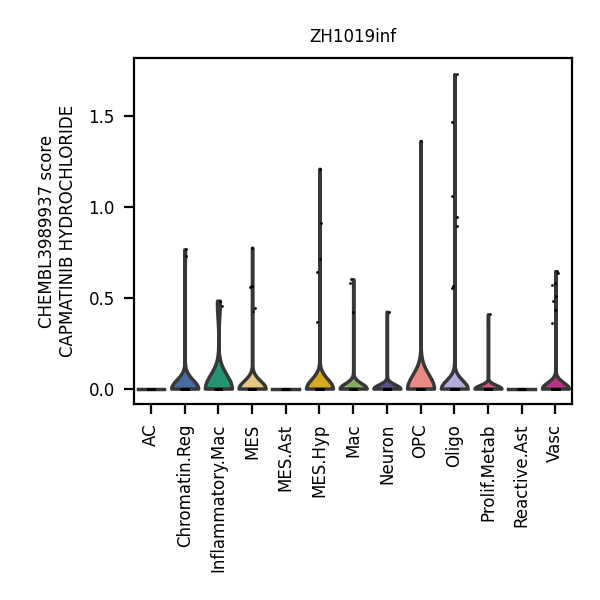 ZH1019inf
CHEMBL3989937 score
CAPMATINIB HYDROCHLORIDE
1.5
1.0
0.5
0.0
AC
Chromatin.Reg
Inflammatory.Mac
MES
MES.Ast
MES.Hyp
Mac
Neuron
OPC
Oligo
Prolif.Metab
Reactive.Ast
Vasc